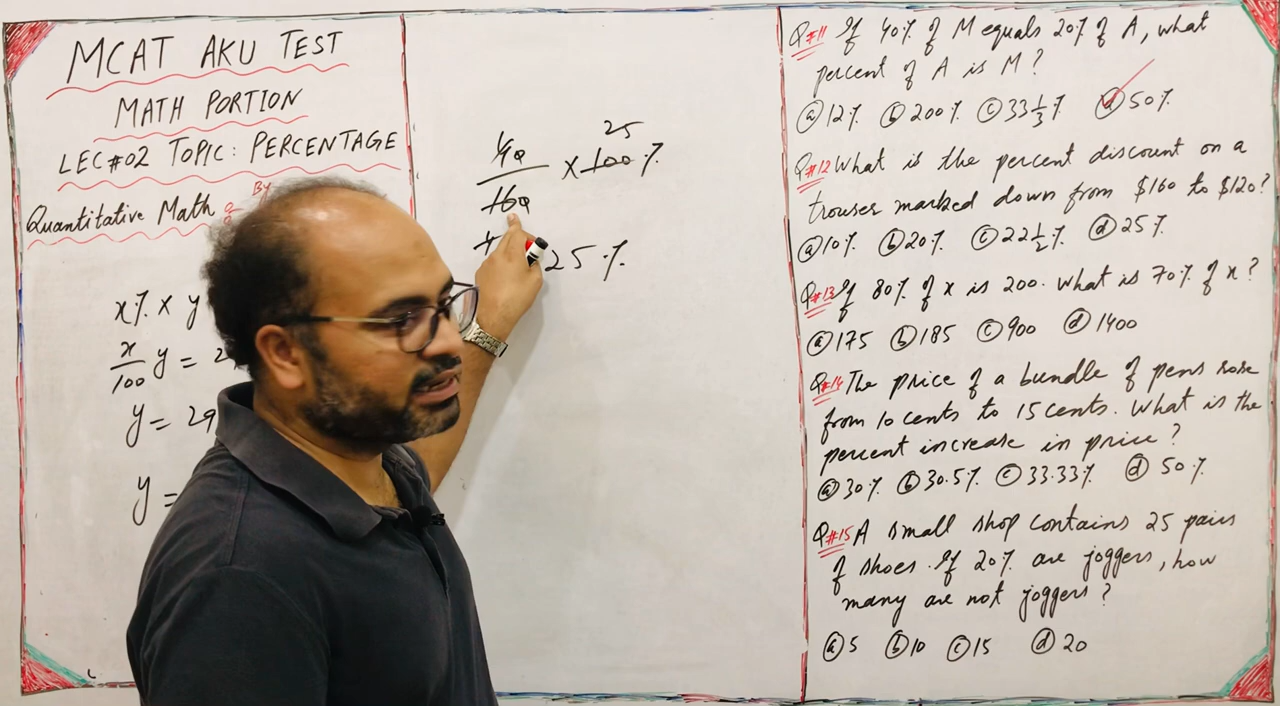 MCAT AKU TEST
MATH PORTION
LEC#02 TOPIC: PERCENTAGE
By
Quantitative Math
x% × y
x/100 y = 2
y = 29
y =
40/160 × 100%
25
4
25%
Q#11 If 40% of M equals 20% of A, what
percent of A is M?
(a) 12% (b) 200% (c) 33 1/3% (d) 50%
Q#12 What is the percent discount on a
trouses marked down from $160 to $120?
(a) 10% (b) 20% (c) 22 1/2% (d) 25%
Q#13 If 80% of x is 200. What is 70% of x?
(a) 175 (b) 185 (c) 900 (d) 1400
Q#14 The price of a bundle of pens rose
from 10 cents to 15 cents. What is the
percent increase in price?
(a) 30% (b) 30.5% (c) 33.33% (d) 50%
Q#15 A small shop contains 25 pairs
of shoes. If 20% are joggers, how
many are not joggers?
(a) 5 (b) 10 (c) 15 (d) 20